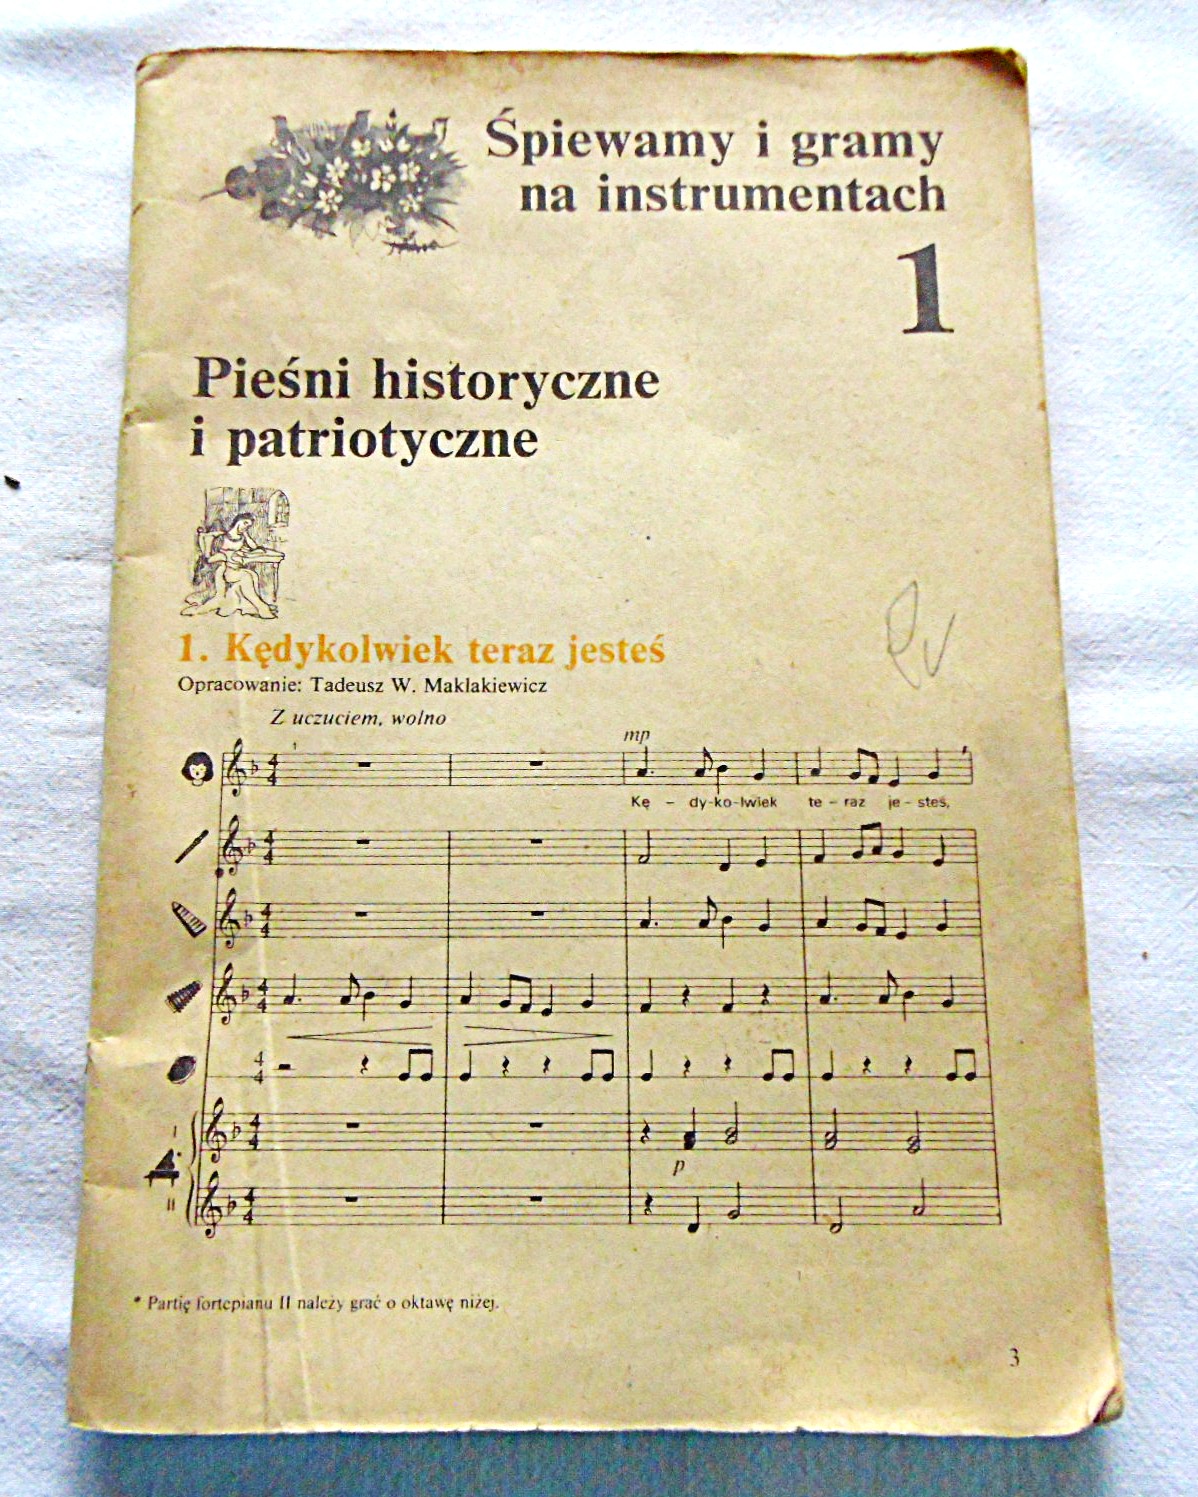 Śpiewamy i gramy
na instrumentach
1
Pieśni historyczne
i patriotyczne
1. Kędykolwiek teraz jesteś
Opracowanie: Tadeusz W. Maklakiewicz
Z uczuciem, wolno
mp
Kę – dy-ko-lwiek te – raz je – steś,
p
I
II
* Partię fortepianu II należy grać o oktawę niżej.
3